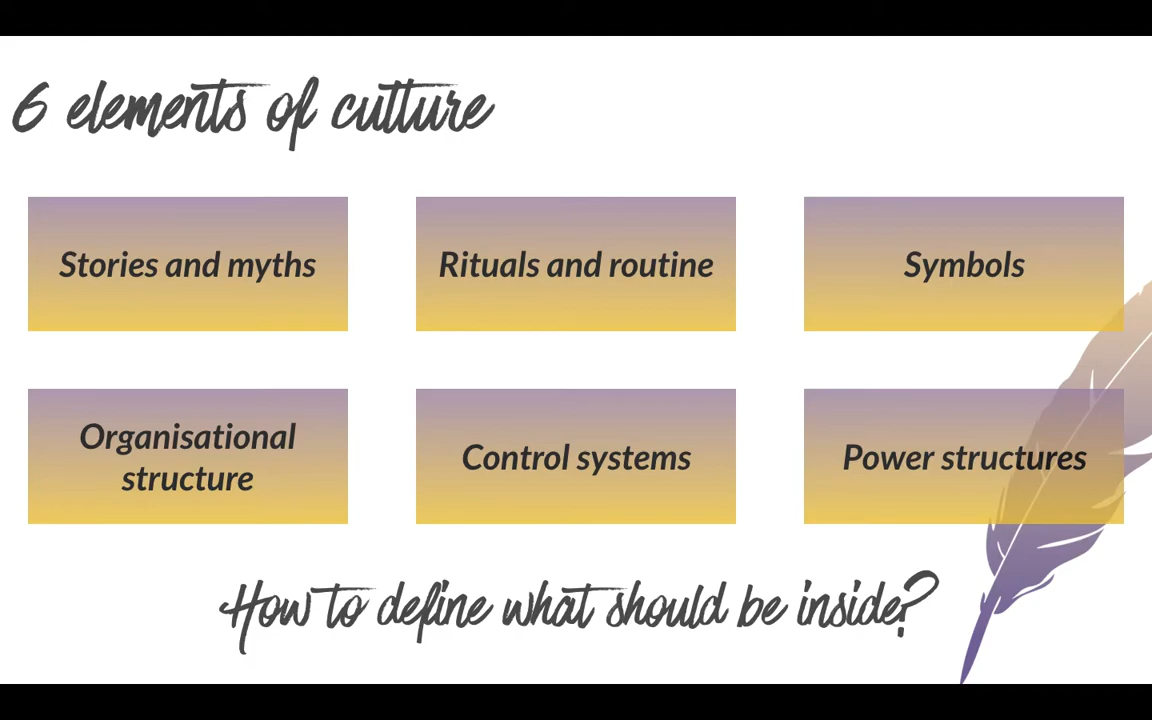 6 elements of culture
Stories and myths
Rituals and routine
Symbols
Organisational
structure
Control systems
Power structures
How to define what should be inside?